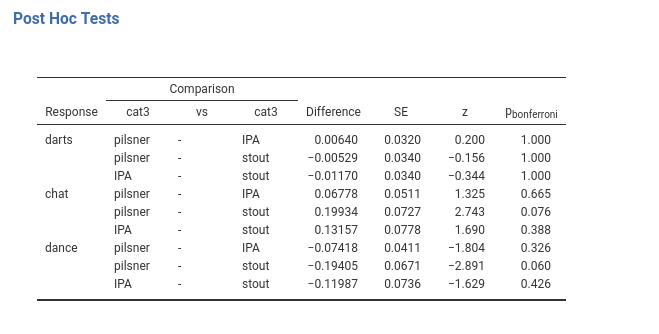 Post Hoc Tests
Comparison
Response cat3 vs cat3 Difference SE z pbonferroni
darts pilsner - IPA 0.00640 0.0320 0.200 1.000
pilsner - stout −0.00529 0.0340 −0.156 1.000
IPA - stout −0.01170 0.0340 −0.344 1.000
chat pilsner - IPA 0.06778 0.0511 1.325 0.665
pilsner - stout 0.19934 0.0727 2.743 0.076
IPA - stout 0.13157 0.0778 1.690 0.388
dance pilsner - IPA −0.07418 0.0411 −1.804 0.326
pilsner - stout −0.19405 0.0671 −2.891 0.060
IPA - stout −0.11987 0.0736 −1.629 0.426